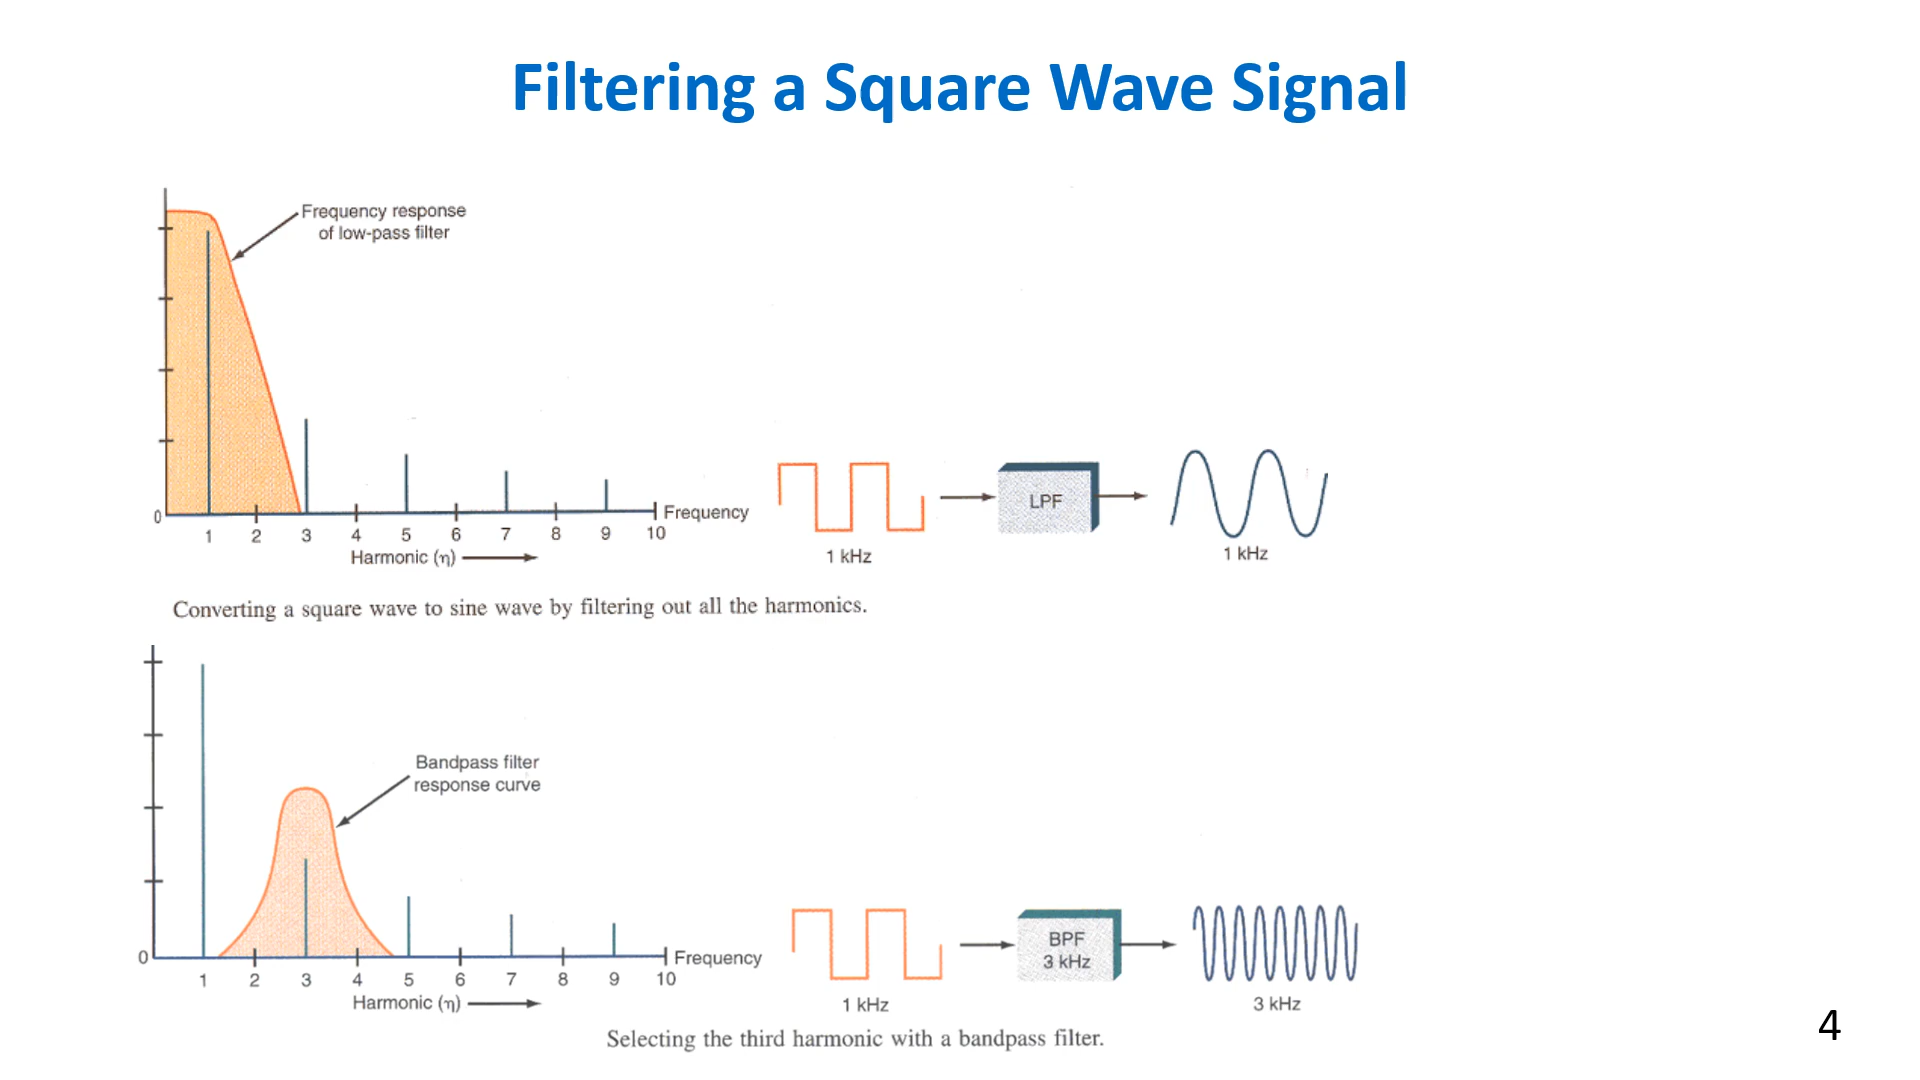 Filtering a Square Wave Signal
Frequency response
of low-pass filter
0
1 2 3 4 5 6 7 8 9 10
Frequency
Harmonic (η)
1 kHz
LPF
1 kHz
Converting a square wave to sine wave by filtering out all the harmonics.
Bandpass filter
response curve
0
1 2 3 4 5 6 7 8 9 10
Frequency
Harmonic (η)
1 kHz
BPF
3 kHz
3 kHz
Selecting the third harmonic with a bandpass filter.
4